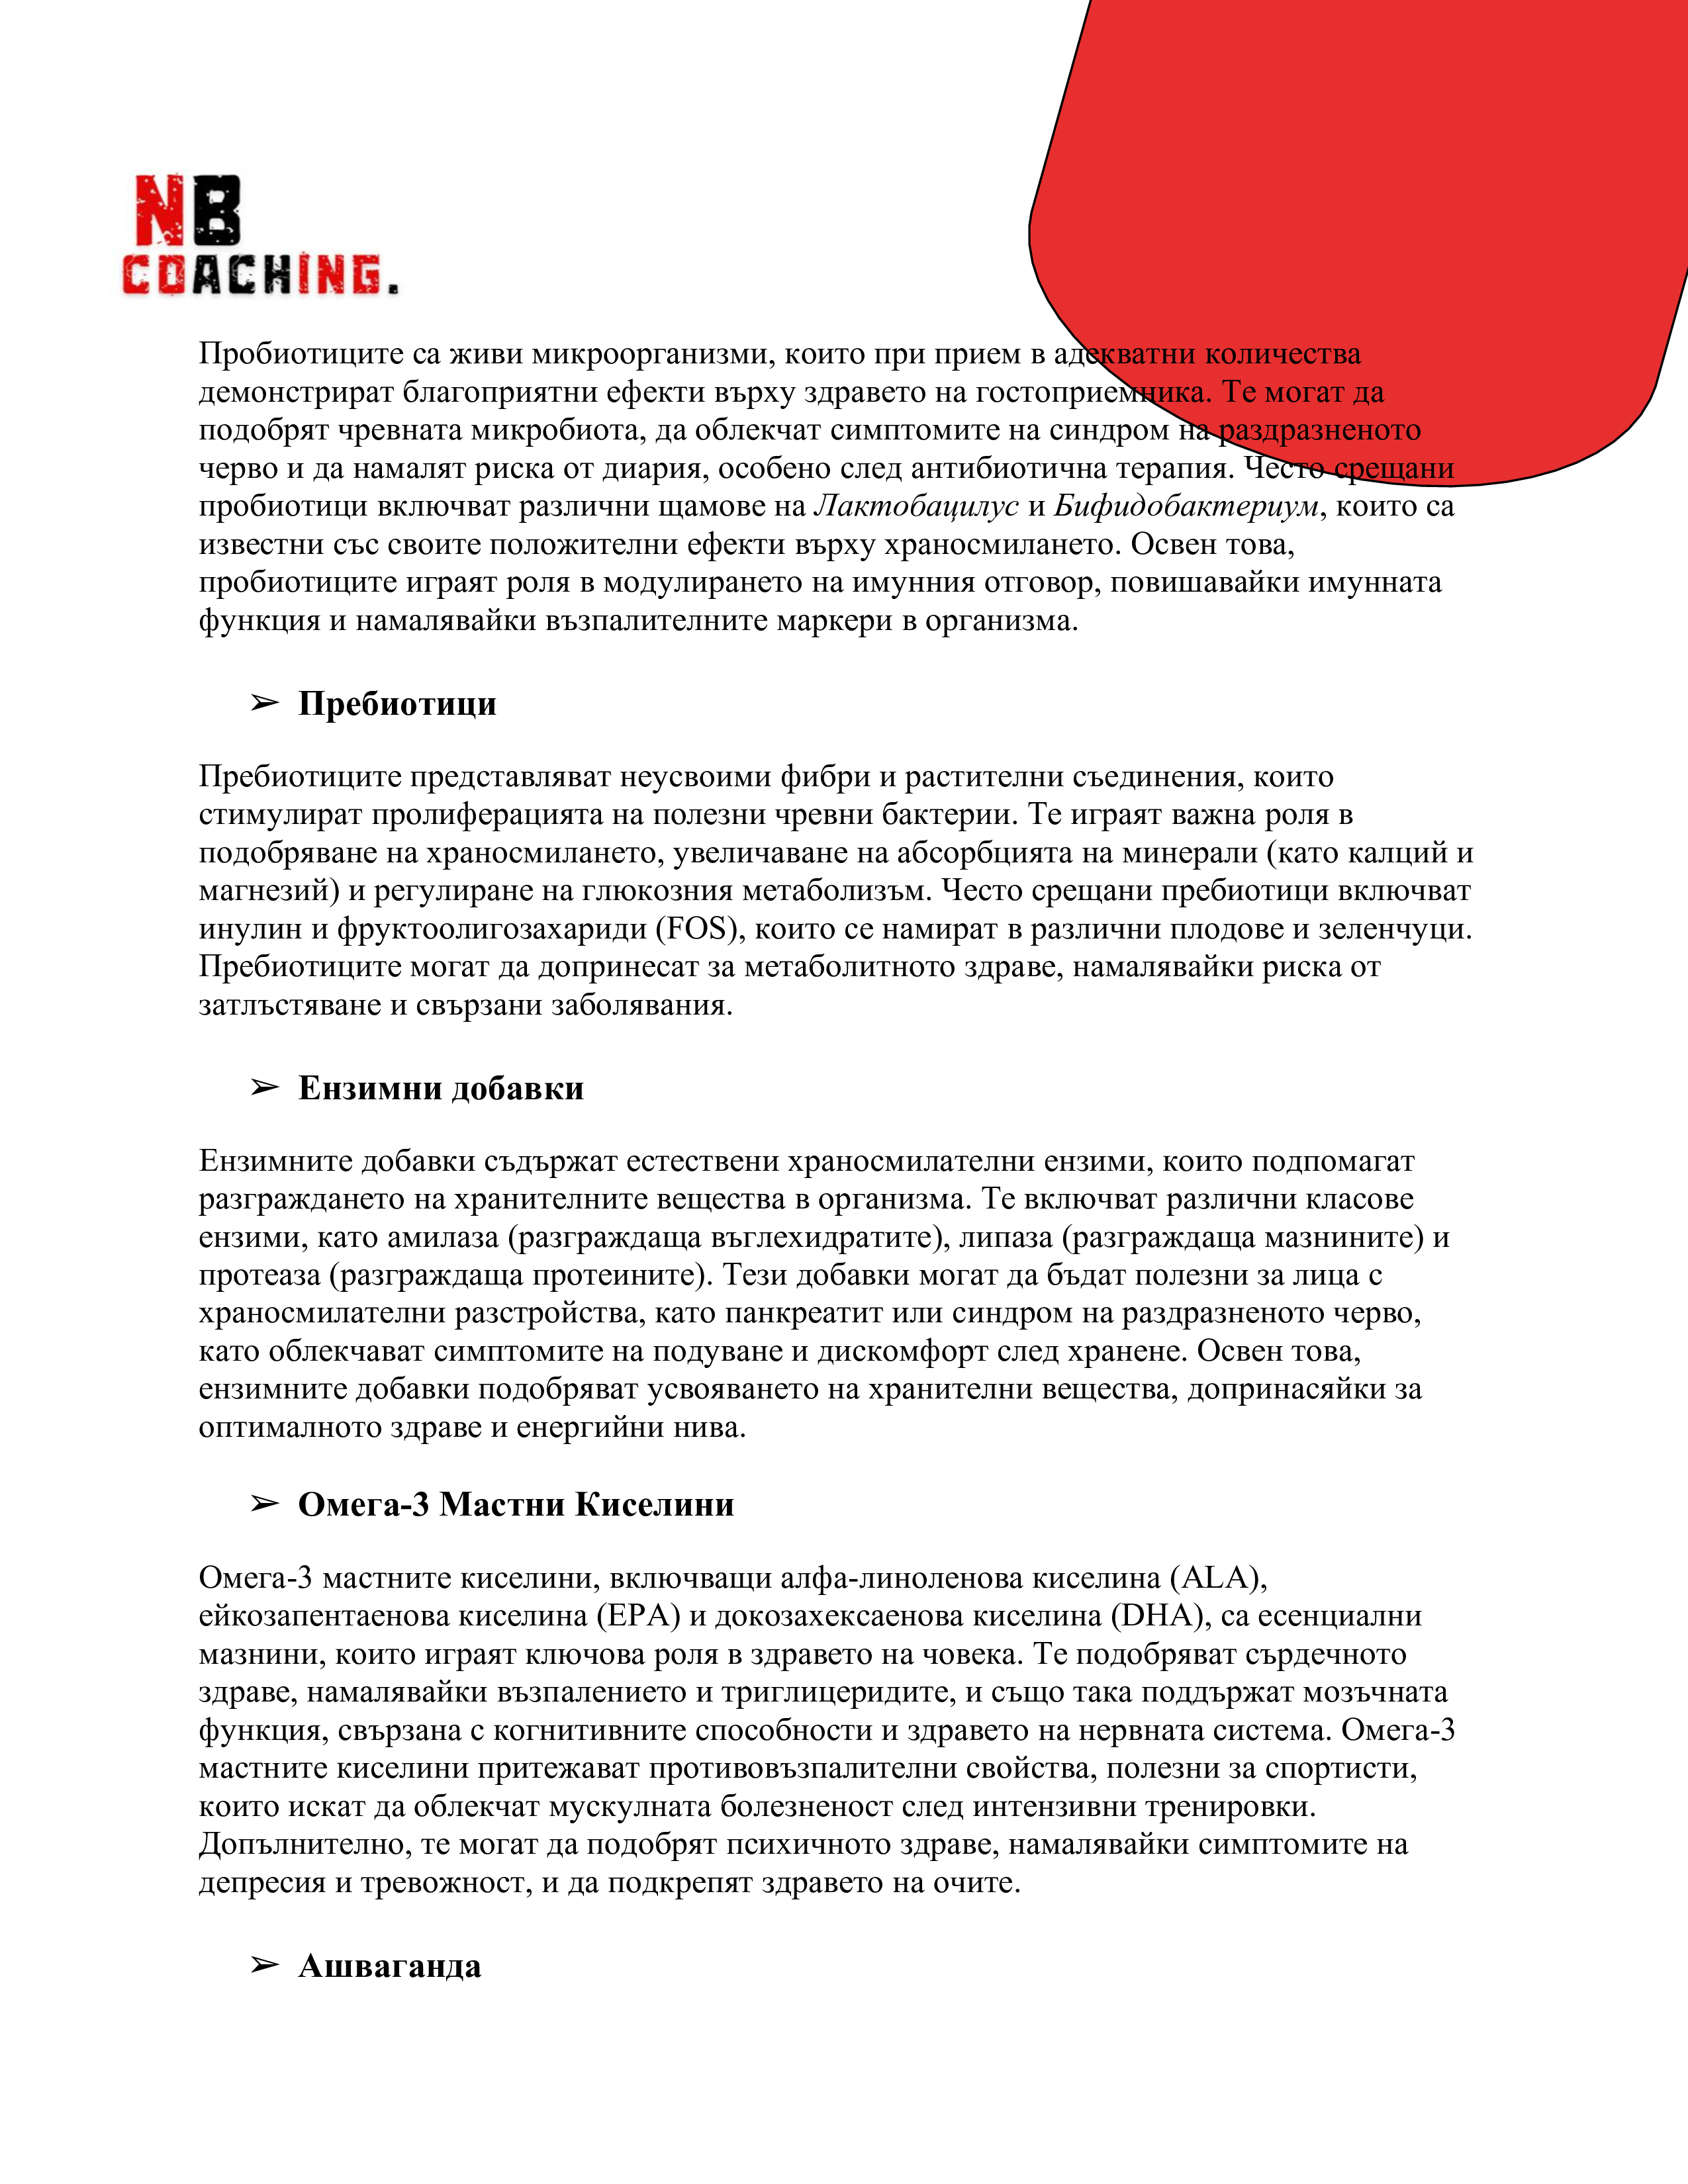 NB
COACHING.
Пробиотиците са живи микроорганизми, които при прием в адекватни количества
демонстрират благоприятни ефекти върху здравето на гостоприемника. Те могат да
подобрят чревната микробиота, да облекчат симптомите на синдром на раздразненото
черво и да намалят риска от диария, особено след антибиотична терапия. Често срещани
пробиотици включват различни щамове на Лактобацилус и Бифидобактериум, които са
известни със своите положителни ефекти върху храносмилането. Освен това,
пробиотиците играят роля в модулирането на имунния отговор, повишавайки имунната
функция и намалявайки възпалителните маркери в организма.
➢ Пребиотици
Пребиотиците представляват неусвоими фибри и растителни съединения, които
стимулират пролиферацията на полезни чревни бактерии. Те играят важна роля в
подобряване на храносмилането, увеличаване на абсорбцията на минерали (като калций и
магнезий) и регулиране на глюкозния метаболизъм. Често срещани пребиотици включват
инулин и фруктоолигозахариди (FOS), които се намират в различни плодове и зеленчуци.
Пребиотиците могат да допринесат за метаболитното здраве, намалявайки риска от
затлъстяване и свързани заболявания.
➢ Ензимни добавки
Ензимните добавки съдържат естествени храносмилателни ензими, които подпомагат
разграждането на хранителните вещества в организма. Те включват различни класове
ензими, като амилаза (разграждаща въглехидратите), липаза (разграждаща мазнините) и
протеаза (разграждаща протеините). Тези добавки могат да бъдат полезни за лица с
храносмилателни разстройства, като панкреатит или синдром на раздразненото черво,
като облекчават симптомите на подуване и дискомфорт след хранене. Освен това,
ензимните добавки подобряват усвояването на хранителни вещества, допринасяйки за
оптималното здраве и енергийни нива.
➢ Омега-3 Мастни Киселини
Омега-3 мастните киселини, включващи алфа-линоленова киселина (ALA),
ейкозапентаенова киселина (EPA) и докозахексаенова киселина (DHA), са есенциални
мазнини, които играят ключова роля в здравето на човека. Те подобряват сърдечното
здраве, намалявайки възпалението и триглицеридите, и също така поддържат мозъчната
функция, свързана с когнитивните способности и здравето на нервната система. Омега-3
мастните киселини притежават противовъзпалителни свойства, полезни за спортисти,
които искат да облекчат мускулната болезненост след интензивни тренировки.
Допълнително, те могат да подобрят психичното здраве, намалявайки симптомите на
депресия и тревожност, и да подкрепят здравето на очите.
➢ Ашваганда